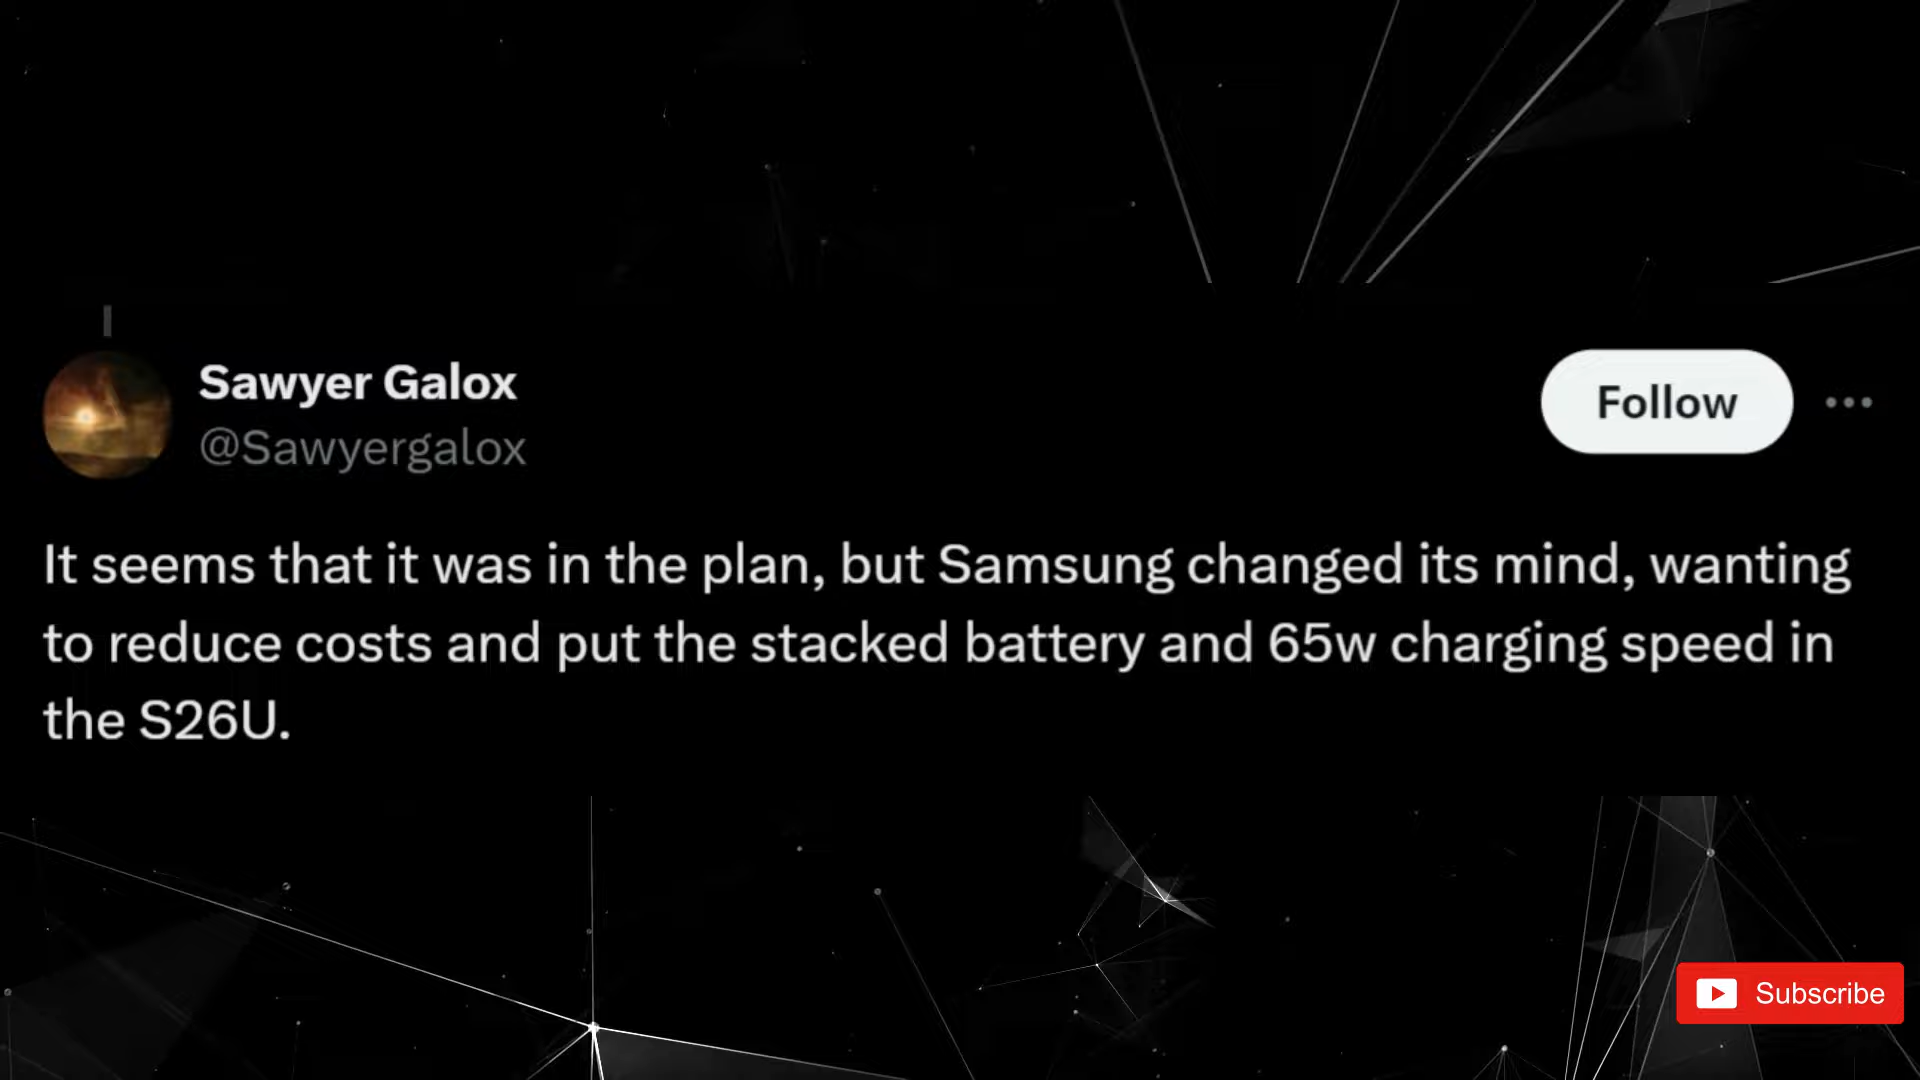 Sawyer Galox
@Sawyergalox
Follow
It seems that it was in the plan, but Samsung changed its mind, wanting
to reduce costs and put the stacked battery and 65w charging speed in
the S26U.
Subscribe